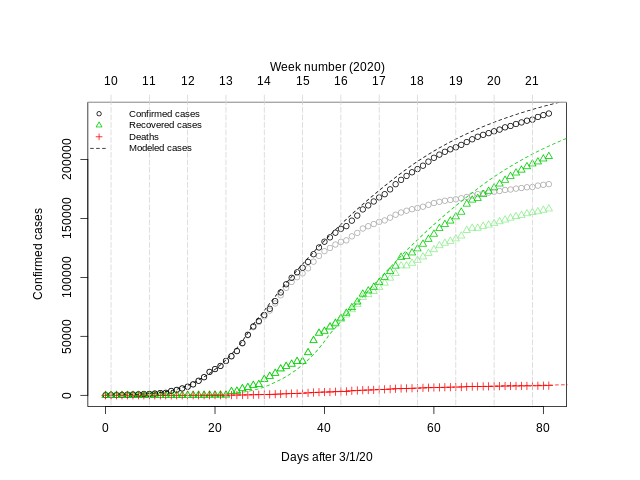 Week number (2020)
10 11 12 13 14 15 16 17 18 19 20 21
Confirmed cases
Recovered cases
Deaths
Modeled cases
Confirmed cases
200000
150000
100000
50000
0
0 20 40 60 80
Days after 3/1/20